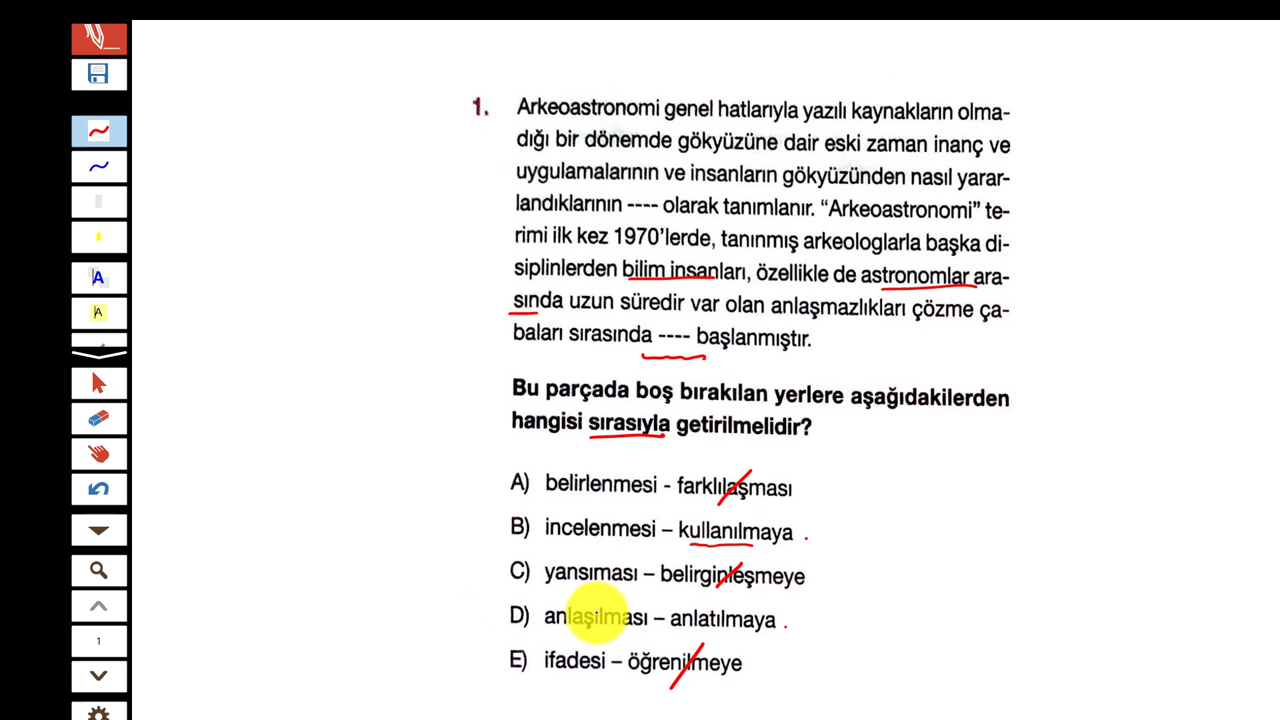 1. Arkeoastronomi genel hatlarıyla yazılı kaynakların olma-
dığı bir dönemde gökyüzüne dair eski zaman inanç ve
uygulamalarının ve insanların gökyüzünden nasıl yarar-
landıklarının ---- olarak tanımlanır. “Arkeoastronomi” te-
rimi ilk kez 1970’lerde, tanınmış arkeologlarla başka di-
siplinlerden bilim insanları, özellikle de astronomlar ara-
sında uzun süredir var olan anlaşmazlıkları çözme ça-
baları sırasında ---- başlanmıştır.
Bu parçada boş bırakılan yerlere aşağıdakilerden
hangisi sırasıyla getirilmelidir?
A) belirlenmesi - farklılaşması
B) incelenmesi – kullanılmaya
C) yansıması – belirginleşmeye
D) anlaşılması – anlatılmaya
E) ifadesi – öğrenilmeye
A
A
1